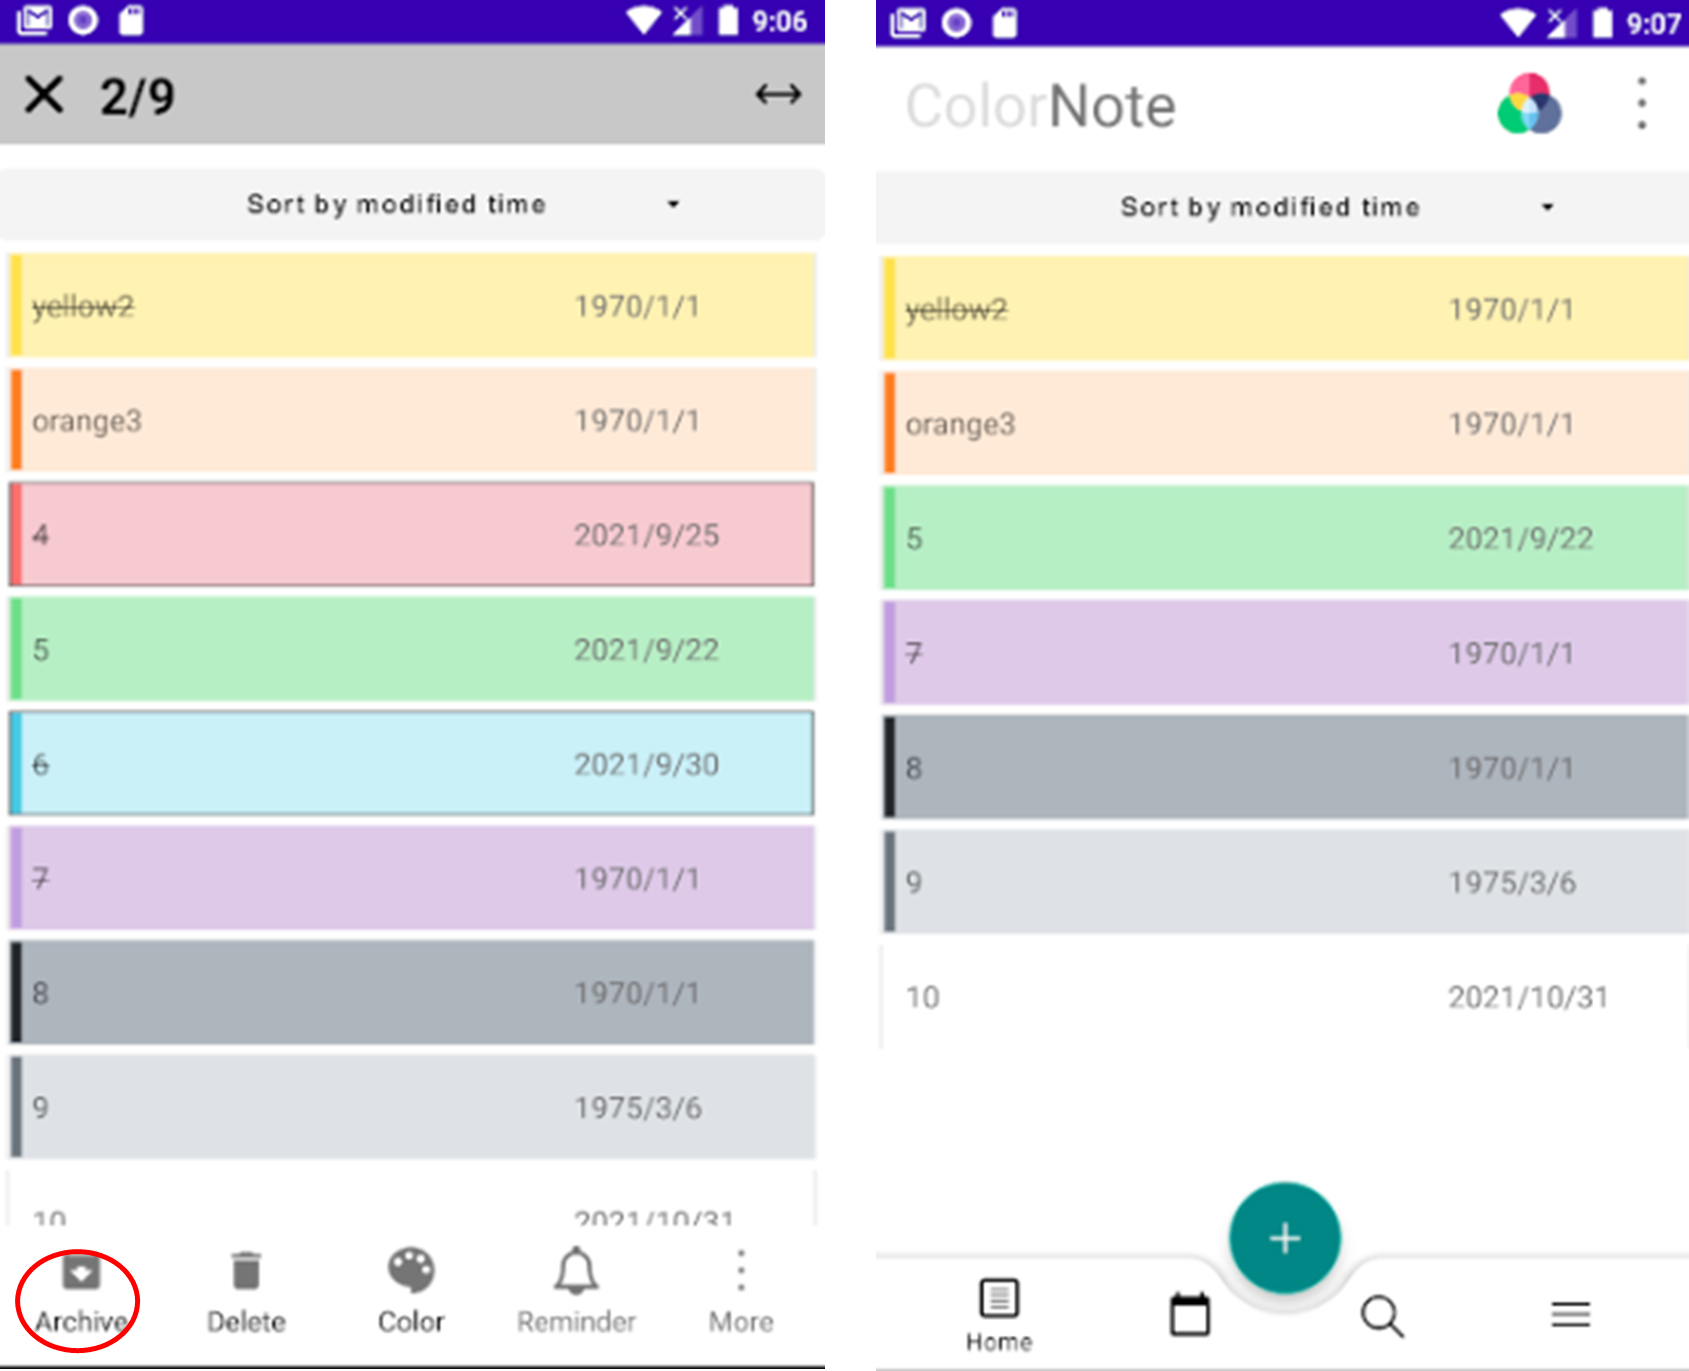 9:06
2/9
Sort by modified time
yellow2 1970/1/1
orange3 1970/1/1
4 2021/9/25
5 2021/9/22
6 2021/9/30
7 1970/1/1
8 1970/1/1
9 1975/3/6
10 2021/10/31
Archive Delete Color Reminder More
9:07
ColorNote
Sort by modified time
yellow2 1970/1/1
orange3 1970/1/1
5 2021/9/22
7 1970/1/1
8 1970/1/1
9 1975/3/6
10 2021/10/31
Home